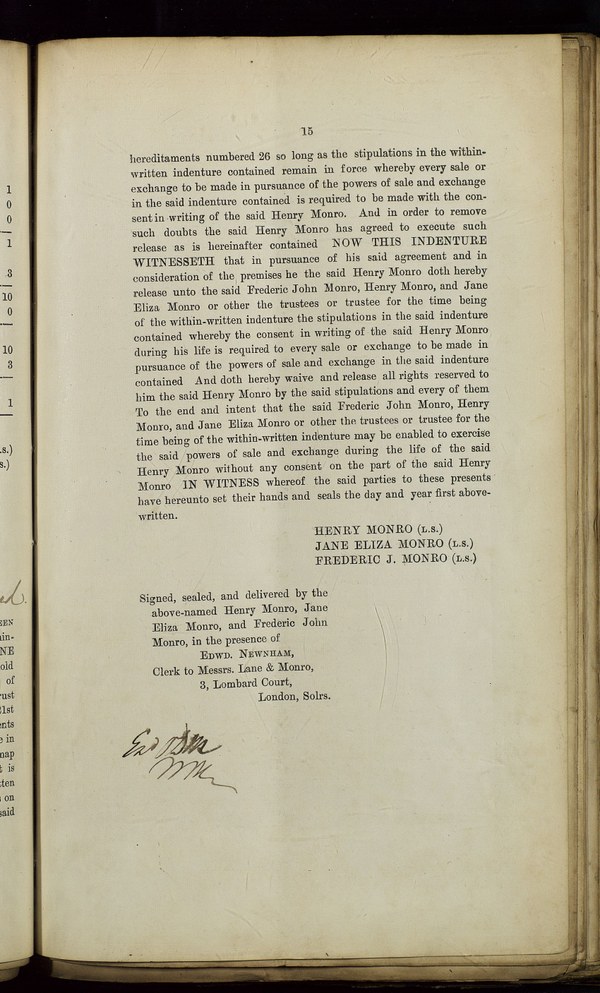 15
hereditaments numbered 26 so long as the stipulations in the within-
written indenture contained remain in force whereby every sale or
exchange to be made in pursuance of the powers of sale and exchange
in the said indenture contained is required to be made with the con-
sent in writing of the said Henry Monro. And in order to remove
such doubts the said Henry Monro has agreed to execute such
release as is hereinafter contained NOW THIS INDENTURE
WITNESSETH that in pursuance of his said agreement and in
consideration of the premises he the said Henry Monro doth hereby
release unto the said Frederic John Monro, Henry Monro, and Jane
Eliza Monro or other the trustees or trustee for the time being
of the within-written indenture the stipulations in the said indenture
contained whereby the consent in writing of the said Henry Monro
during his life is required to every sale or exchange to be made in
pursuance of the powers of sale and exchange in the said indenture
contained And doth hereby waive and release all rights reserved to
him the said Henry Monro by the said stipulations and every of them
To the end and intent that the said Frederic John Monro, Henry
Monro, and Jane Eliza Monro or other the trustees or trustee for the
time being of the within-written indenture may be enabled to exercise
the said powers of sale and exchange during the life of the said
Henry Monro without any consent on the part of the said Henry
Monro IN WITNESS whereof the said parties to these presents
have hereunto set their hands and seals the day and year first above-
written.
HENRY MONRO (L.S.)
JANE ELIZA MONRO (L.S.)
FREDERIC J. MONRO (L.S.)
Signed, sealed, and delivered by the
above-named Henry Monro, Jane
Eliza Monro, and Frederic John
Monro, in the presence of
EDWD. NEWNHAM,
Clerk to Messrs. Lane & Monro,
3, Lombard Court,
London, Solrs.